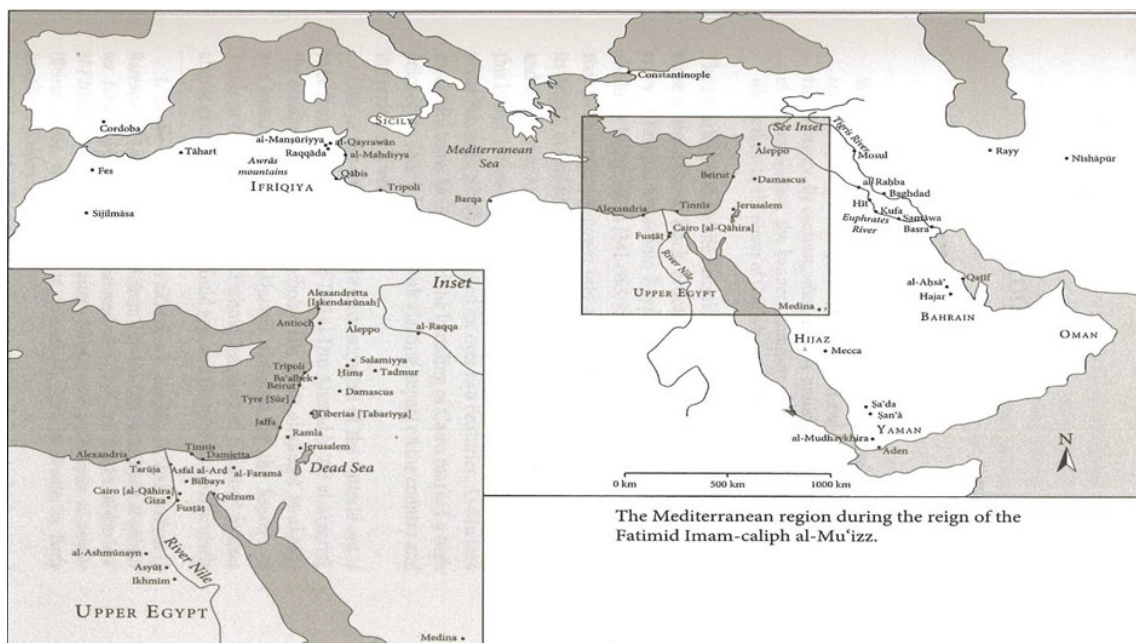 Constantinople
Cordoba
SICILY
al-Manṣūriyya
al-Qayrawān
Raqqāda
al-Mahdiyya
Tāhart
Awrās
mountains
Fes
IFRĪQIYA
Qābis
Tripoli
Sijilmāsa
Mediterranean
Sea
Barqa
See Inset
Aleppo
Tigris River
Mosul
Rayy
Nīshāpūr
Beirut
Damascus
al-Raḥba
Baghdad
Hīt
Kufa
Samāwa
Euphrates
River
Basra
Alexandria
Tinnīs
Jerusalem
Cairo [al-Qāhira]
Fusṭāṭ
River Nile
UPPER EGYPT
Medina
al-Aḥsā'
Qaṭīf
Hajar
BAHRAIN
OMAN
HIJAZ
Mecca
Ṣa'da
Ṣan'ā
YAMAN
al-Mudhaykhira
Aden
N
0 km
500 km
1000 km
The Mediterranean region during the reign of the
Fatimid Imam-caliph al-Mu‘izz.
Inset
Alexandretta
[Iskendarūnah]
Antioch
Aleppo
al-Raqqa
Salamiyya
Tripoli
Ba'albek
Ḥimṣ
Tadmur
Beirut
Damascus
Tyre [Ṣūr]
Tiberias [Tabariyya]
Jaffa
Ramla
Jerusalem
Dead Sea
Tinnīs
Damietta
Alexandria
Tarūja
Asfal al-Arḍ
al-Faramā
Bilbays
Cairo [al-Qāhira]
Giza
Qulzum
Fusṭāṭ
al-Ashmūnayn
River Nile
Asyūṭ
Ikhmīm
UPPER EGYPT
Medina